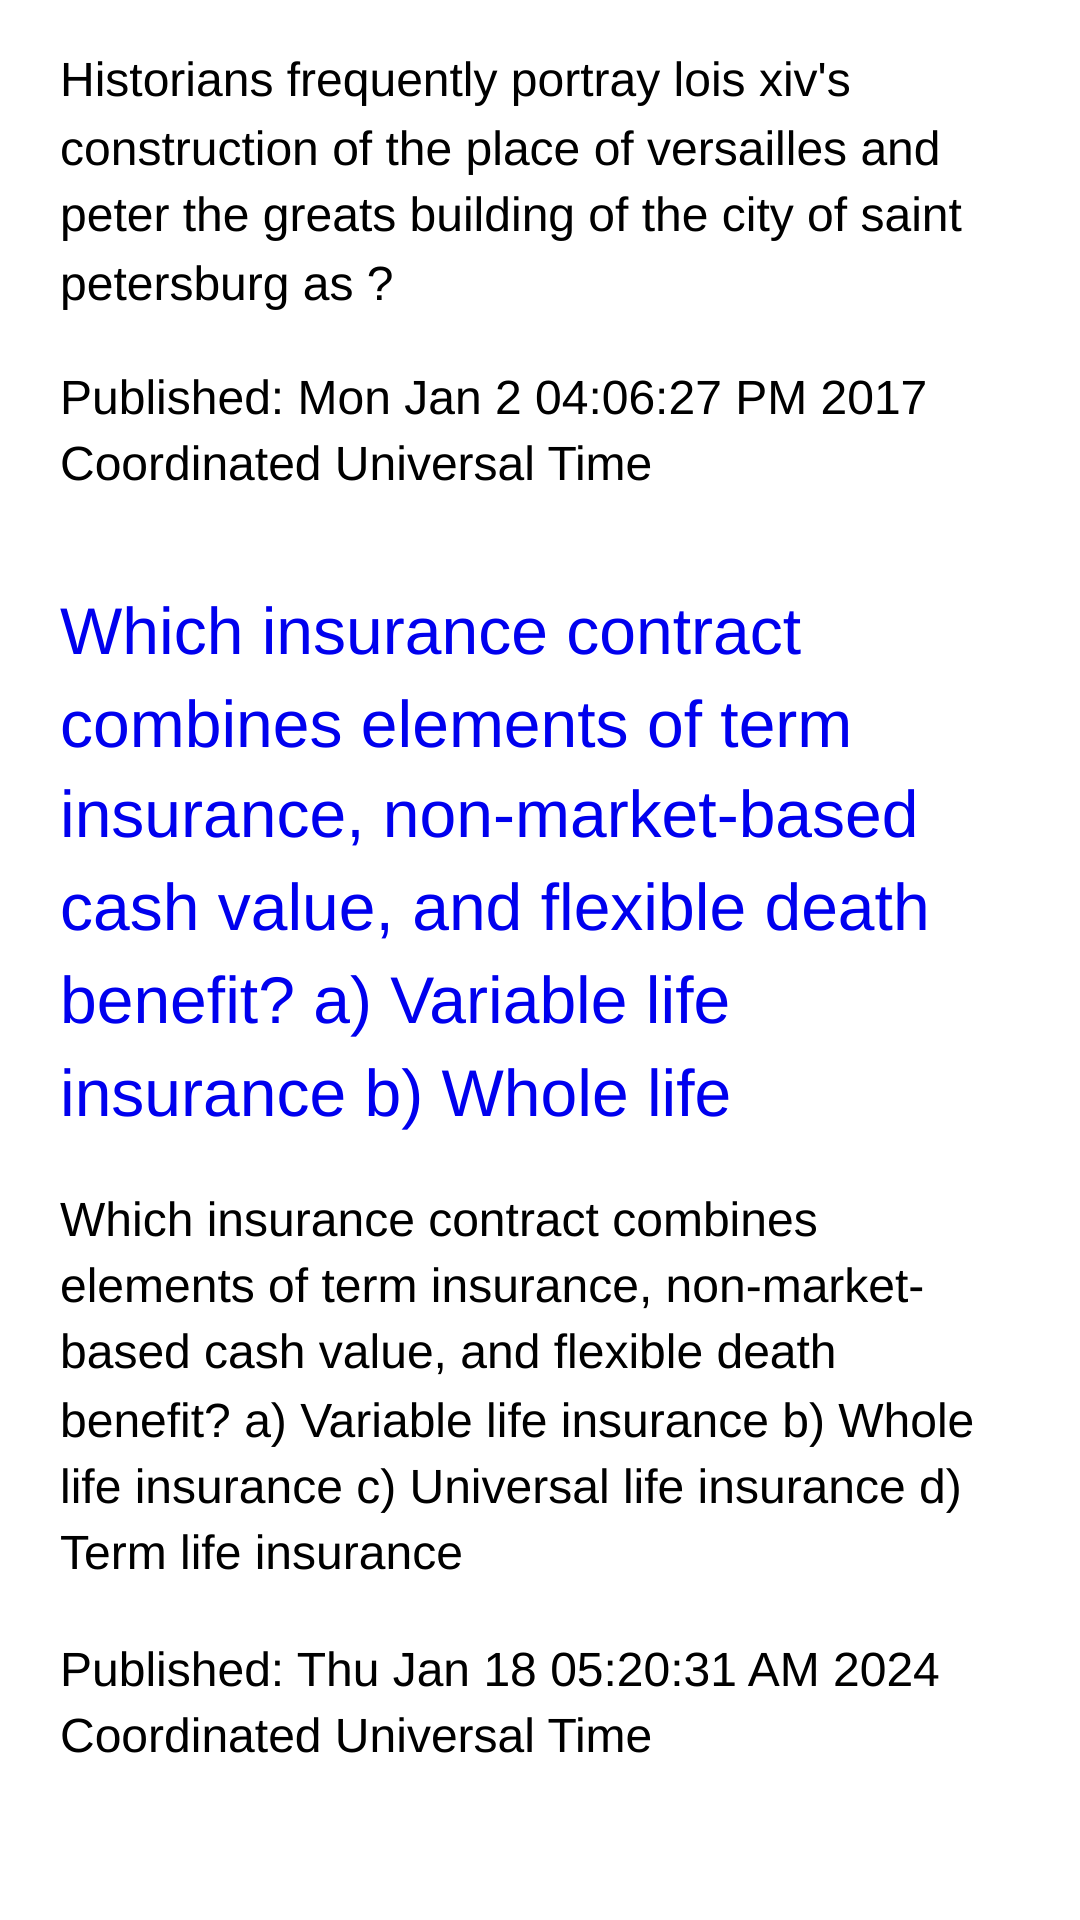 Historians frequently portray lois xiv's
construction of the place of versailles and
peter the greats building of the city of saint
petersburg as ?
Published: Mon Jan 2 04:06:27 PM 2017
Coordinated Universal Time
Which insurance contract
combines elements of term
insurance, non-market-based
cash value, and flexible death
benefit? a) Variable life
insurance b) Whole life
Which insurance contract combines
elements of term insurance, non-market-
based cash value, and flexible death
benefit? a) Variable life insurance b) Whole
life insurance c) Universal life insurance d)
Term life insurance
Published: Thu Jan 18 05:20:31 AM 2024
Coordinated Universal Time